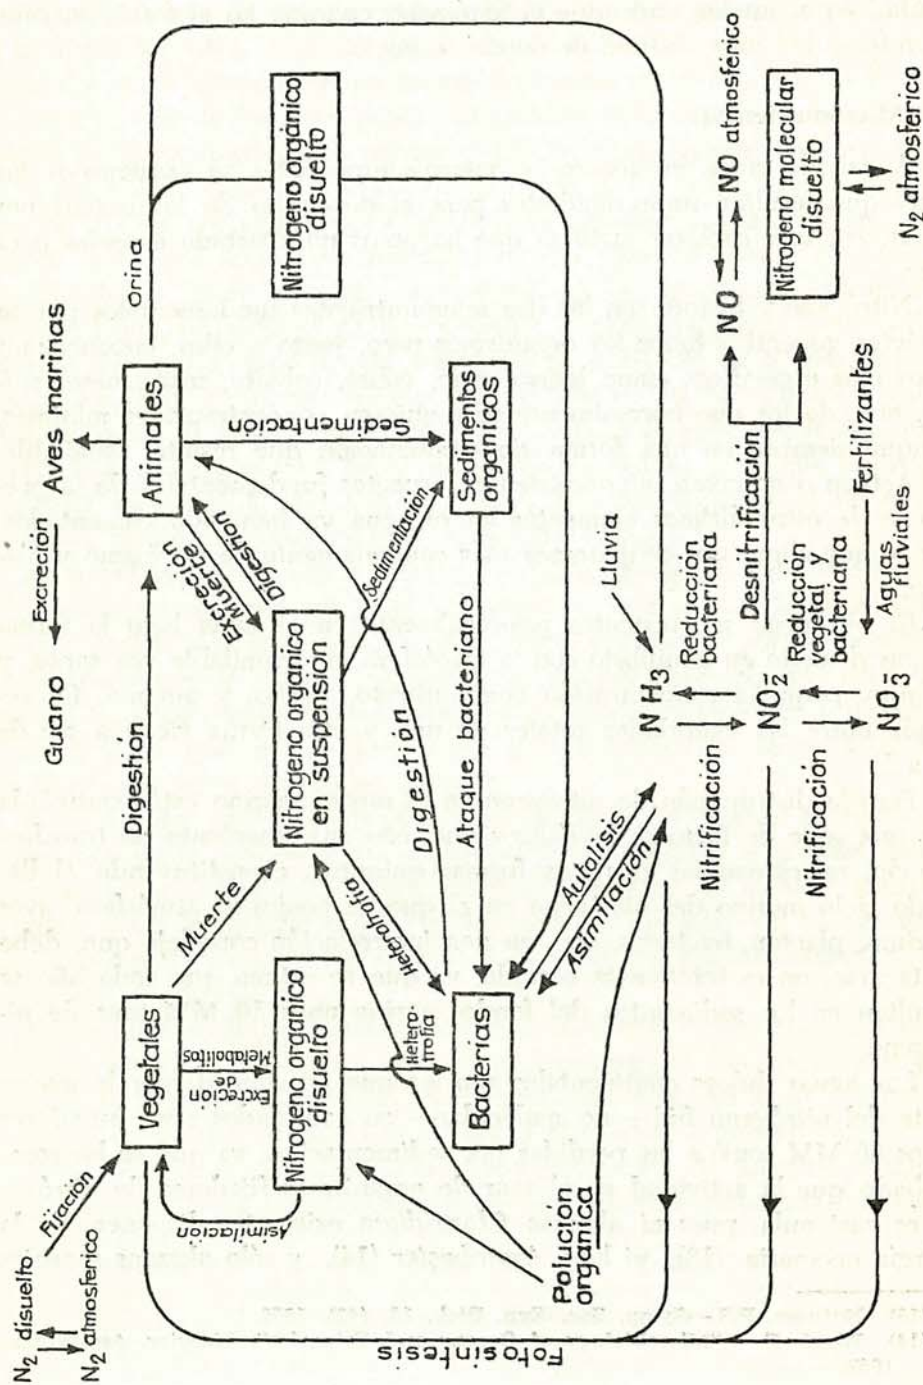 N₂ disuelto
N₂ atmosférico
Fijación
Vegetales
Digestión
Guano
Excreción
Aves marinas
Animales
Orina
Muerte
Excreción
de
Metabolitos
Asimilación
Nitrógeno orgánico
disuelto
Nitrógeno orgánico
en suspensión
Excreción
Muerte
Digestión
Sedimentación
Sedimentación
Nitrógeno orgánico
disuelto
Hetero-
trofía
Heterotrofía
Digestión
Bacterias
Ataque bacteriano
Sedimentos
orgánicos
Polución
orgánica
Autolisis
Asimilación
Lluvia
Fotosíntesis
NH₃
Nitrificación
Reducción
bacteriana
NO₂⁻
Desnitrificación
NO
NO atmosférico
Nitrógeno molecular
disuelto
N₂ atmosférico
Nitrificación
Reducción
vegetal y
bacteriana
NO₃⁻
Aguas
fluviales
Fertilizantes